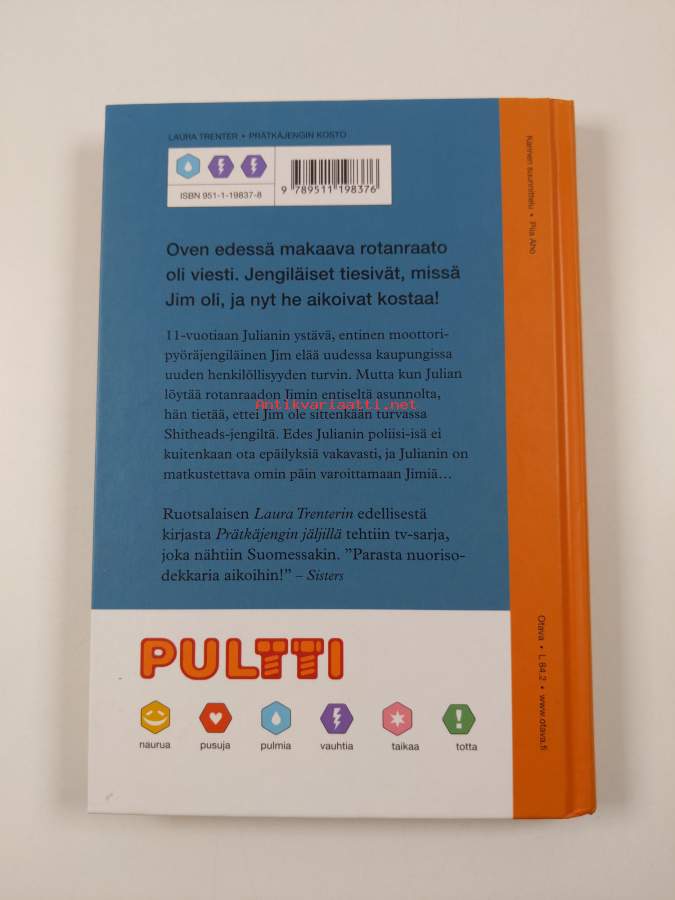 LAURA TRENTER • PRÄTKÄJENGIN KOSTO
ISBN 951-1-19837-8
9 789511 198376
Oven edessä makaava rotanraato
oli viesti. Jengiläiset tiesivät, missä
Jim oli, ja nyt he aikoivat kostaa!
11-vuotiaan Julianin ystävä, entinen moottori-
pyöräjengiläinen Jim elää uudessa kaupungissa
uuden henkilöllisyyden turvin. Mutta kun Julian
löytää rotanraadon Jimin entiseltä asunnolta,
hän tietää, ettei Jim ole sittenkään turvassa
Shitheads-jengiltä. Edes Julianin poliisi-isä ei
kuitenkaan ota epäilyksiä vakavasti, ja Julianin on
matkustettava omin päin varoittamaan Jimiä…
Antikvariaatti.net
Ruotsalaisen Laura Trenterin edellisestä
kirjasta Prätkäjengin jäljillä tehtiin tv-sarja,
joka nähtiin Suomessakin. ”Parasta nuoriso-
dekkaria aikoihin!” – Sisters
PULTTI
naurua pusuja pulmia vauhtia taikaa totta
Kannen suunnittelu • Piia Aho
Otava • L 84.2 • www.otava.fi